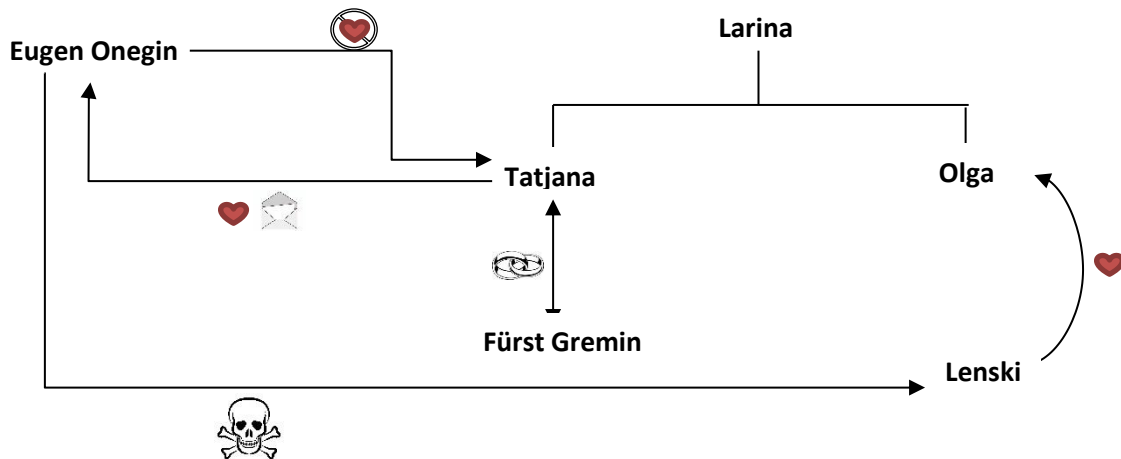 Larina
Eugen Onegin
Tatjana
Olga
Fürst Gremin
Lenski